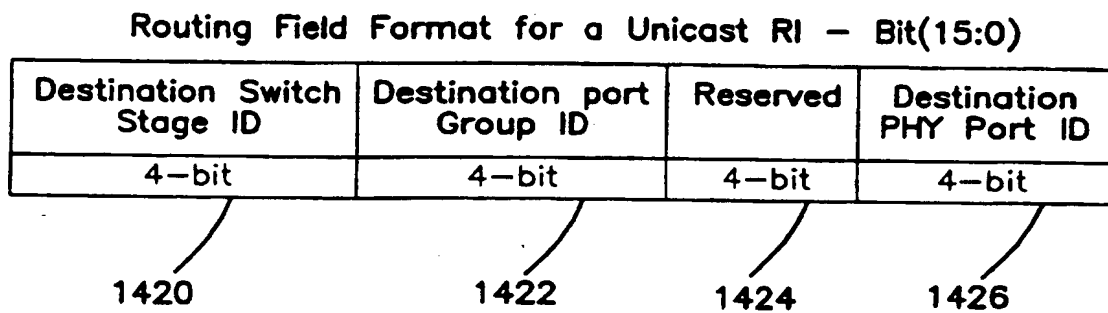 Routing Field Format for a Unicast RI – Bit(15:0)
Destination Switch Stage ID
Destination port Group ID
Reserved
Destination PHY Port ID
4–bit
4–bit
4–bit
4–bit
1420
1422
1424
1426